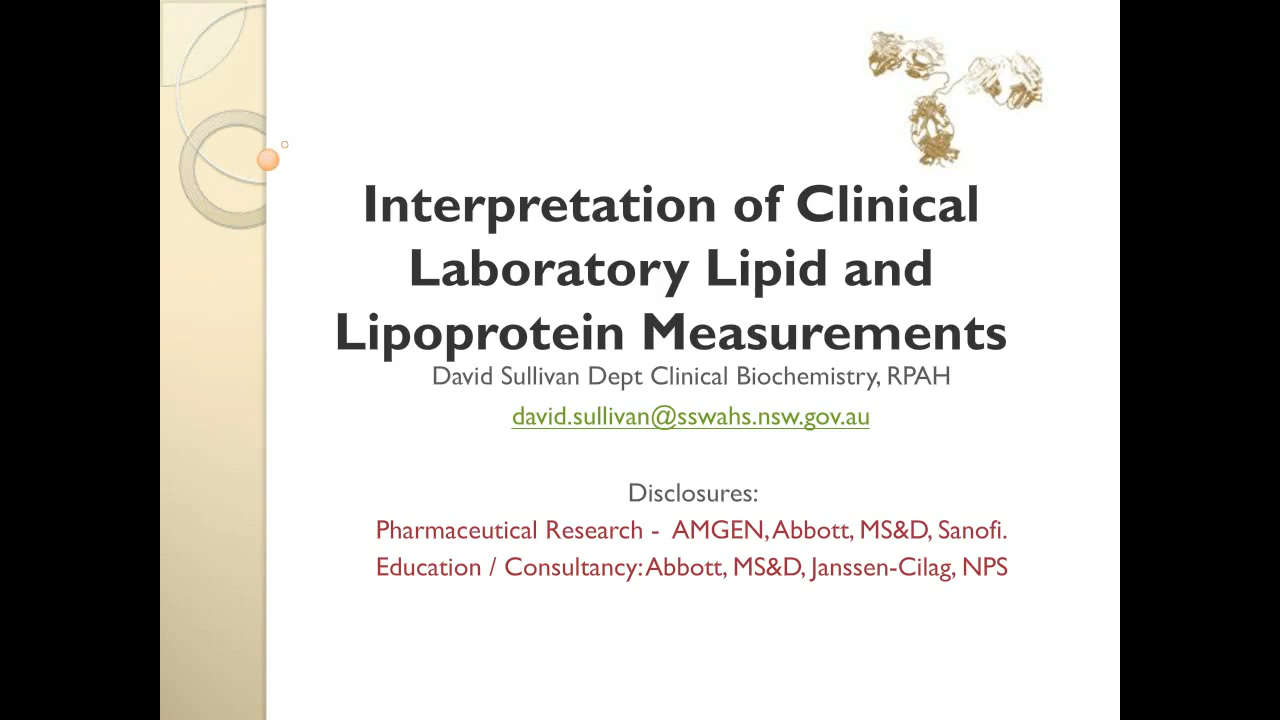 Interpretation of Clinical
Laboratory Lipid and
Lipoprotein Measurements
David Sullivan Dept Clinical Biochemistry, RPAH
david.sullivan@sswahs.nsw.gov.au
Disclosures:
Pharmaceutical Research - AMGEN, Abbott, MS&D, Sanofi.
Education / Consultancy: Abbott, MS&D, Janssen-Cilag, NPS